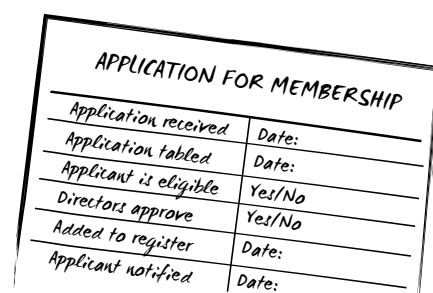 APPLICATION FOR MEMBERSHIP
Application received Date:
Application tabled Date:
Applicant is eligible Yes/No
Directors approve Yes/No
Added to register Date:
Applicant notified Date: